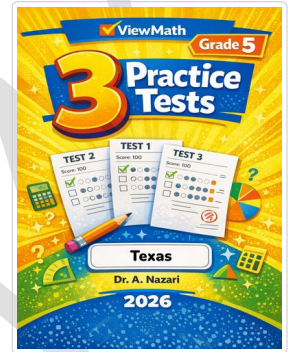 ViewMath
Grade 5
3 Practice
Tests
TEST 2
Score: 100
TEST 1
Score: 100
TEST 3
Score: 100
?
?
?
Texas
Dr. A. Nazari
2026